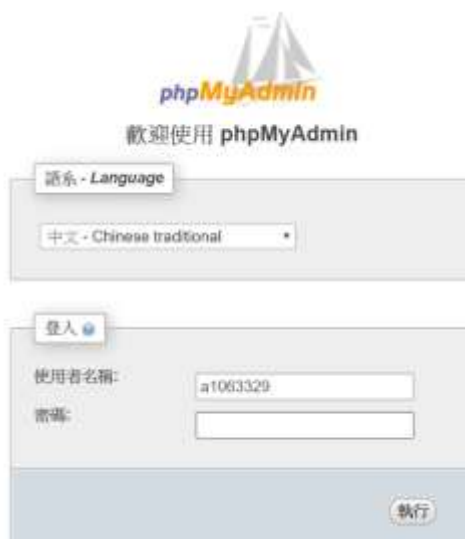 phpMyAdmin
歡迎使用 phpMyAdmin
語系 - Language
中文 - Chinese traditional
登入
使用者名稱:
a1063329
密碼:
執行